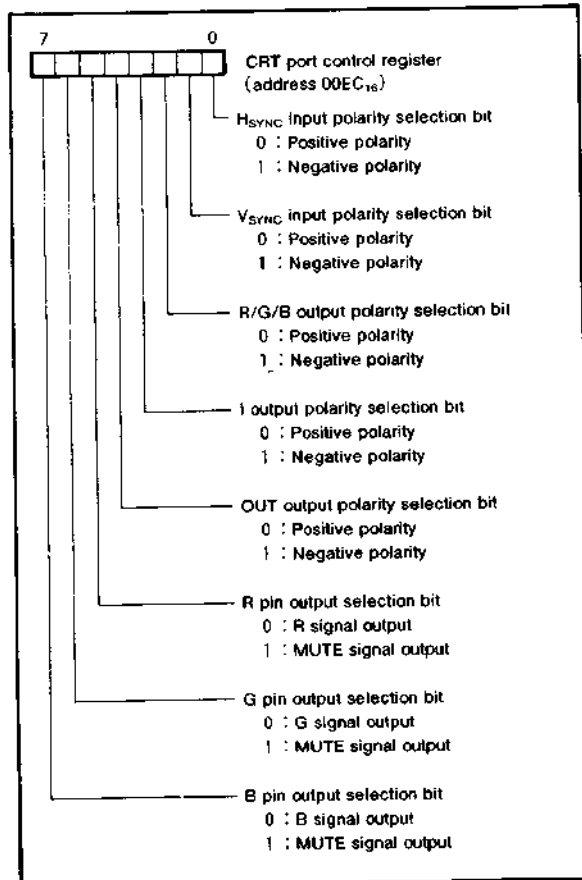 7 0
CRT port control register
(address 00EC₁₆)
H_SYNC input polarity selection bit
0 : Positive polarity
1 : Negative polarity
V_SYNC input polarity selection bit
0 : Positive polarity
1 : Negative polarity
R/G/B output polarity selection bit
0 : Positive polarity
1 : Negative polarity
I output polarity selection bit
0 : Positive polarity
1 : Negative polarity
OUT output polarity selection bit
0 : Positive polarity
1 : Negative polarity
R pin output selection bit
0 : R signal output
1 : MUTE signal output
G pin output selection bit
0 : G signal output
1 : MUTE signal output
B pin output selection bit
0 : B signal output
1 : MUTE signal output